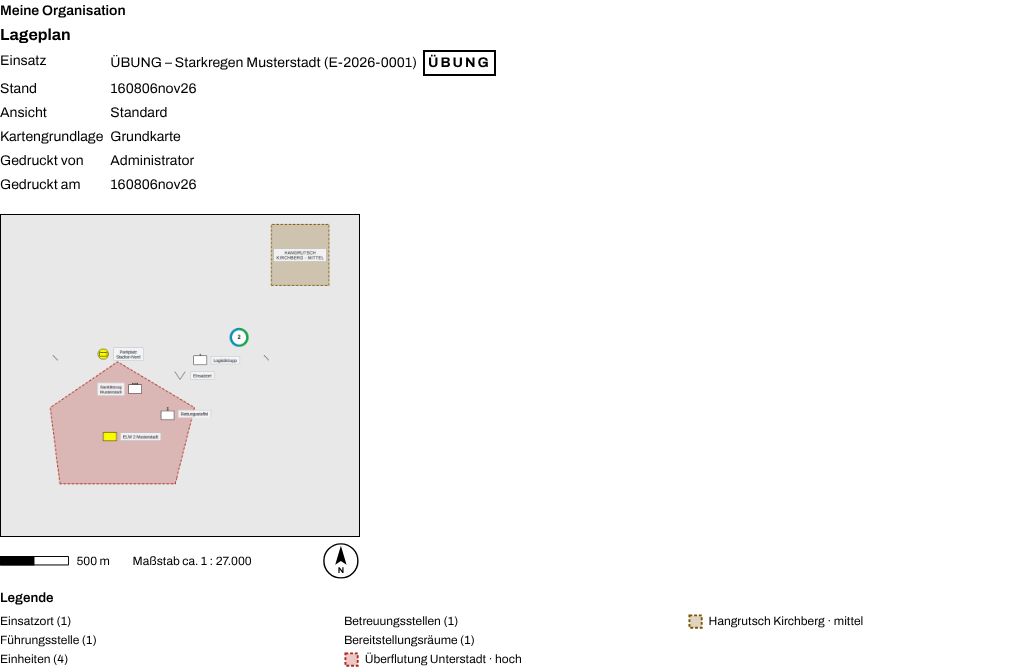 Meine Organisation
Lageplan
Einsatz ÜBUNG – Starkregen Musterstadt (E-2026-0001) ÜBUNG
Stand 160806nov26
Ansicht Standard
Kartengrundlage Grundkarte
Gedruckt von Administrator
Gedruckt am 160806nov26
HANGRUTSCH
KIRCHBERG · MITTEL
2
Parkplatz
Stadion Nord
Logistiktrupp
Einsatzort
Sanitätszug
Musterstadt
Rettungsstaffel
ELW 2 Musterstadt
500 m Maßstab ca. 1 : 27.000 N
Legende
Einsatzort (1) Betreuungsstellen (1) Hangrutsch Kirchberg · mittel
Führungsstelle (1) Bereitstellungsräume (1)
Einheiten (4) Überflutung Unterstadt · hoch